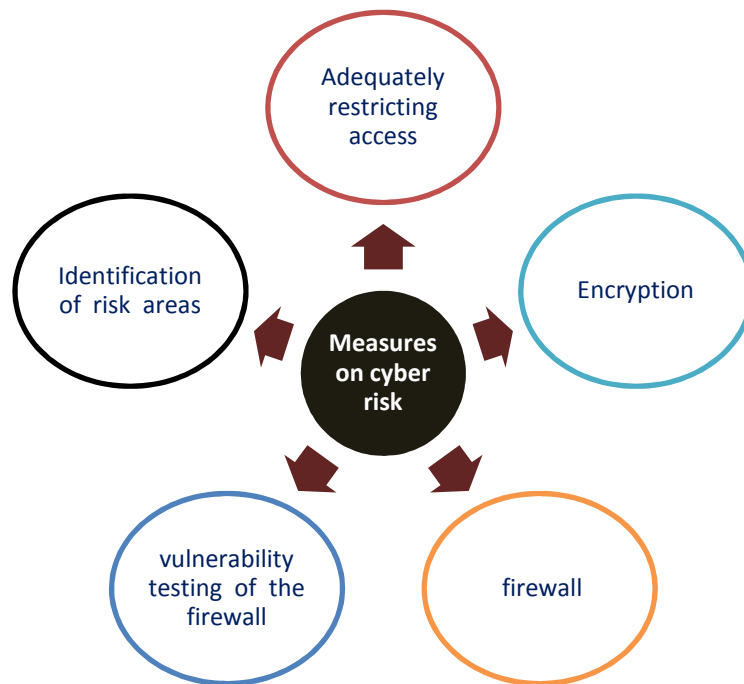 Adequately
restricting
access
Identification
of risk areas
Encryption
Measures
on cyber
risk
vulnerability
testing of the
firewall
firewall